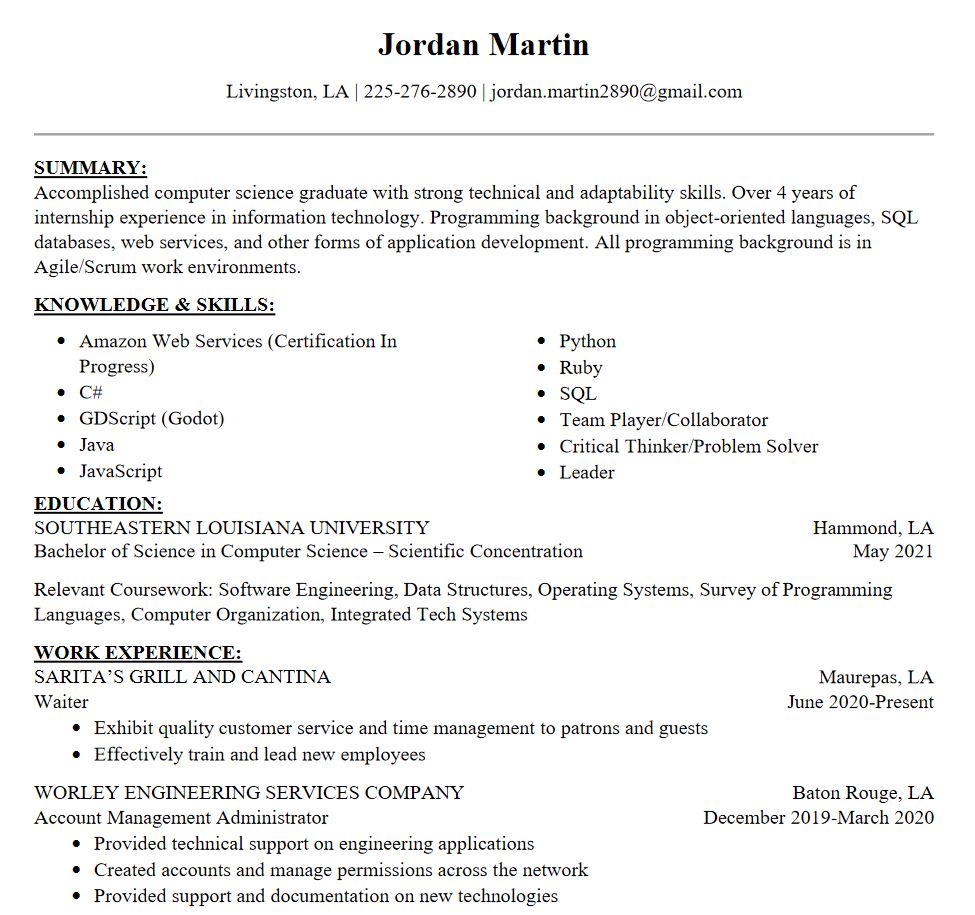 Jordan Martin
Livingston, LA | 225-276-2890 | jordan.martin2890@gmail.com
SUMMARY:
Accomplished computer science graduate with strong technical and adaptability skills. Over 4 years of
internship experience in information technology. Programming background in object-oriented languages, SQL
databases, web services, and other forms of application development. All programming background is in
Agile/Scrum work environments.
KNOWLEDGE & SKILLS:
• Amazon Web Services (Certification In
Progress)
• C#
• GDScript (Godot)
• Java
• JavaScript
• Python
• Ruby
• SQL
• Team Player/Collaborator
• Critical Thinker/Problem Solver
• Leader
EDUCATION:
SOUTHEASTERN LOUISIANA UNIVERSITY Hammond, LA
Bachelor of Science in Computer Science – Scientific Concentration May 2021
Relevant Coursework: Software Engineering, Data Structures, Operating Systems, Survey of Programming
Languages, Computer Organization, Integrated Tech Systems
WORK EXPERIENCE:
SARITA’S GRILL AND CANTINA Maurepas, LA
Waiter June 2020-Present
• Exhibit quality customer service and time management to patrons and guests
• Effectively train and lead new employees
WORLEY ENGINEERING SERVICES COMPANY Baton Rouge, LA
Account Management Administrator December 2019-March 2020
• Provided technical support on engineering applications
• Created accounts and manage permissions across the network
• Provided support and documentation on new technologies